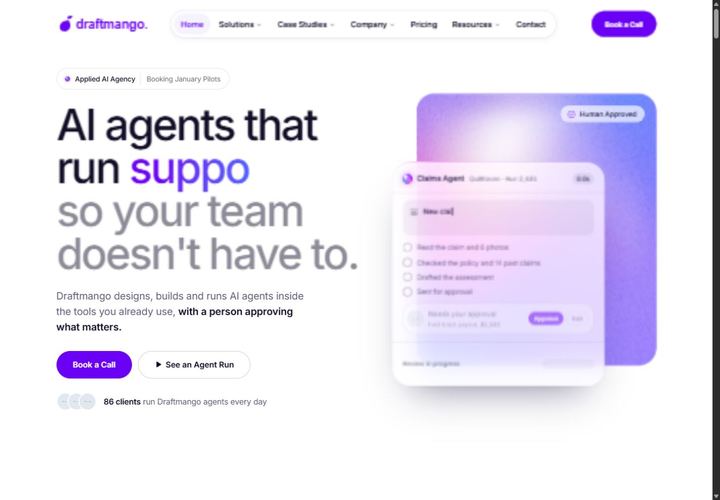 draftmango.
Home
Solutions
Case Studies
Company
Pricing
Resources
Contact
Book a Call
Applied AI Agency
Booking January Pilots
AI agents that
run suppo
so your team
doesn't have to.
Draftmango designs, builds and runs AI agents inside
the tools you already use, with a person approving
what matters.
Book a Call
See an Agent Run
86 clients run Draftmango agents every day
Human Approved
Claims Agent
New clai
Read the claim and 6 photos
Checked the policy and 14 past claims
Drafted the assessment
Sent for approval
Needs your approval
Approve
Review in progress